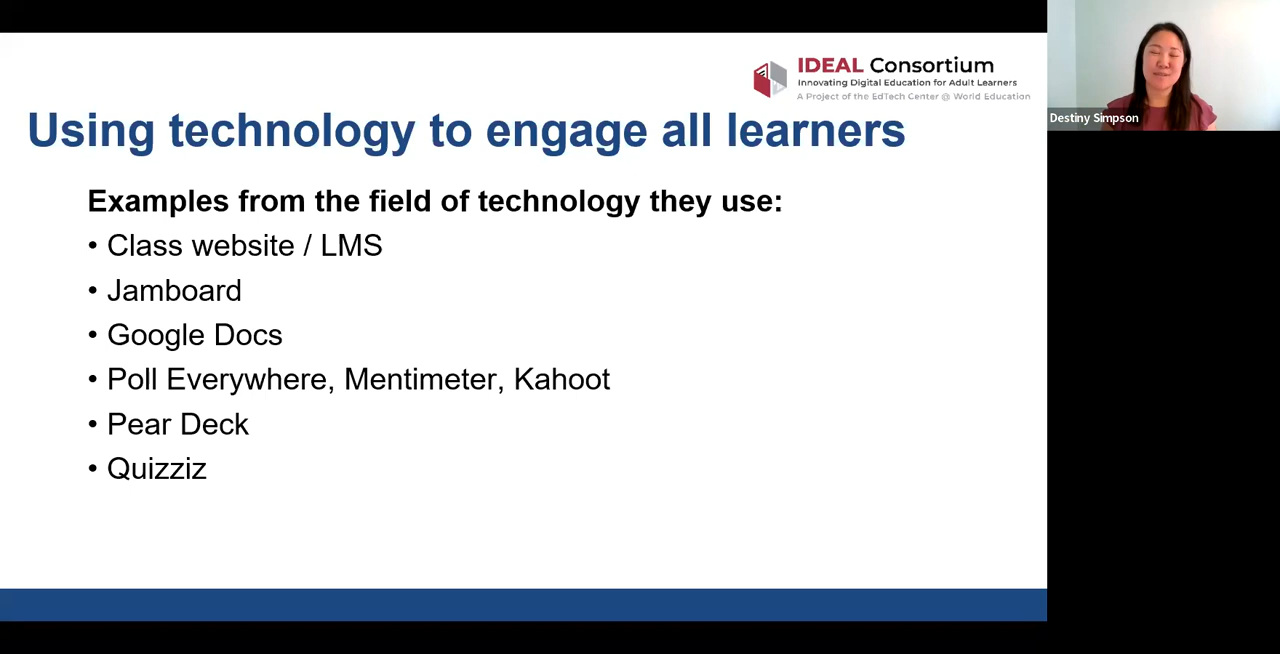 IDEAL Consortium
Innovating Digital Education for Adult Learners
A Project of the EdTech Center @ World Education
Using technology to engage all learners
Examples from the field of technology they use:
• Class website / LMS
• Jamboard
• Google Docs
• Poll Everywhere, Mentimeter, Kahoot
• Pear Deck
• Quizziz
Destiny Simpson